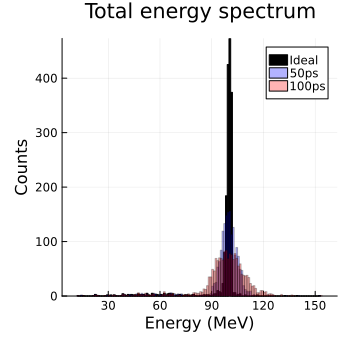 Total energy spectrum
Counts
400
300
200
100
0
Ideal
50ps
100ps
30 60 90 120 150
Energy (MeV)